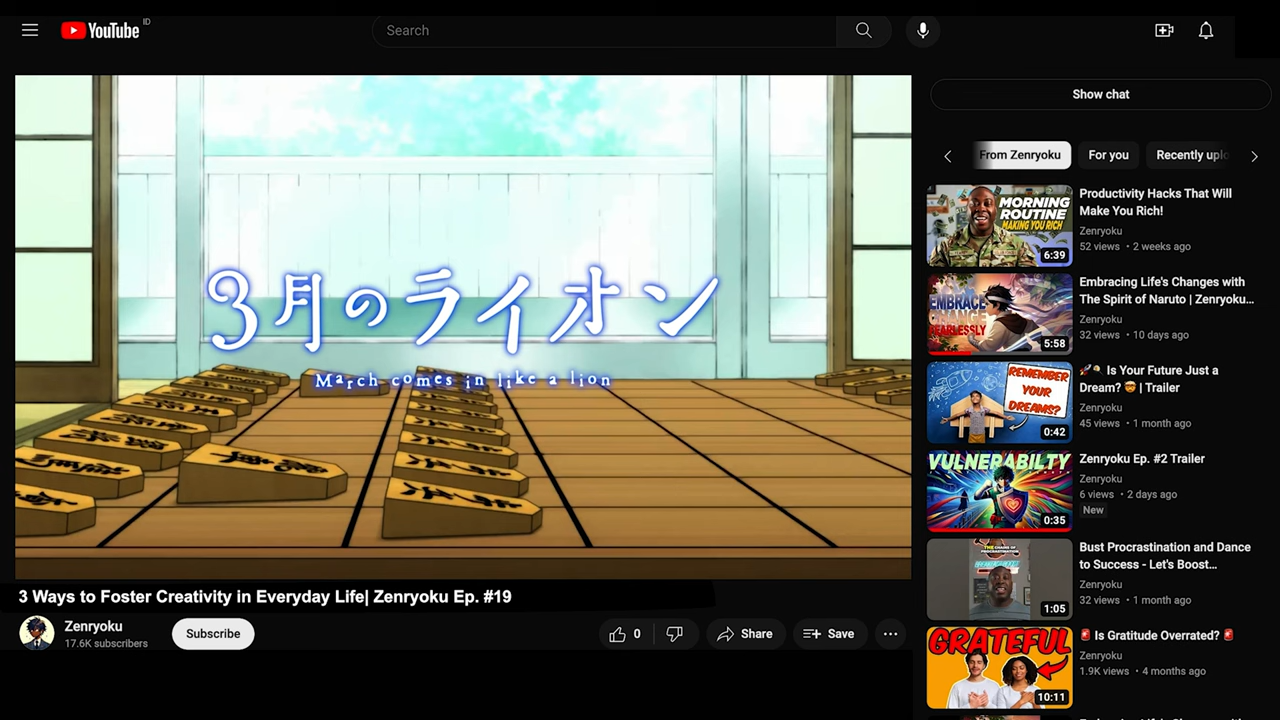 YouTube ID
Search
3月のライオン
March comes in like a lion
3 Ways to Foster Creativity in Everyday Life| Zenryoku Ep. #19
Zenryoku
17.6K subscribers
Subscribe
0
Share
Save
Show chat
From Zenryoku
For you
Recently uplo
MORNING
ROUTINE
MAKING YOU RICH
6:39
Productivity Hacks That Will
Make You Rich!
Zenryoku
52 views • 2 weeks ago
EMBRACE
CHANGE
FEARLESSLY
5:58
Embracing Life's Changes with
The Spirit of Naruto | Zenryoku...
Zenryoku
32 views • 10 days ago
REMEMBER
YOUR
DREAMS?
0:42
🚀 Is Your Future Just a
Dream? 🤯 | Trailer
Zenryoku
45 views • 1 month ago
VULNERABILTY
0:35
Zenryoku Ep. #2 Trailer
Zenryoku
6 views • 2 days ago
New
THE CHAINS OF
PROCRASTINATION
1:05
Bust Procrastination and Dance
to Success - Let's Boost...
Zenryoku
32 views • 1 month ago
GRATEFUL
10:11
🚨 Is Gratitude Overrated? 🚨
Zenryoku
1.9K views • 4 months ago